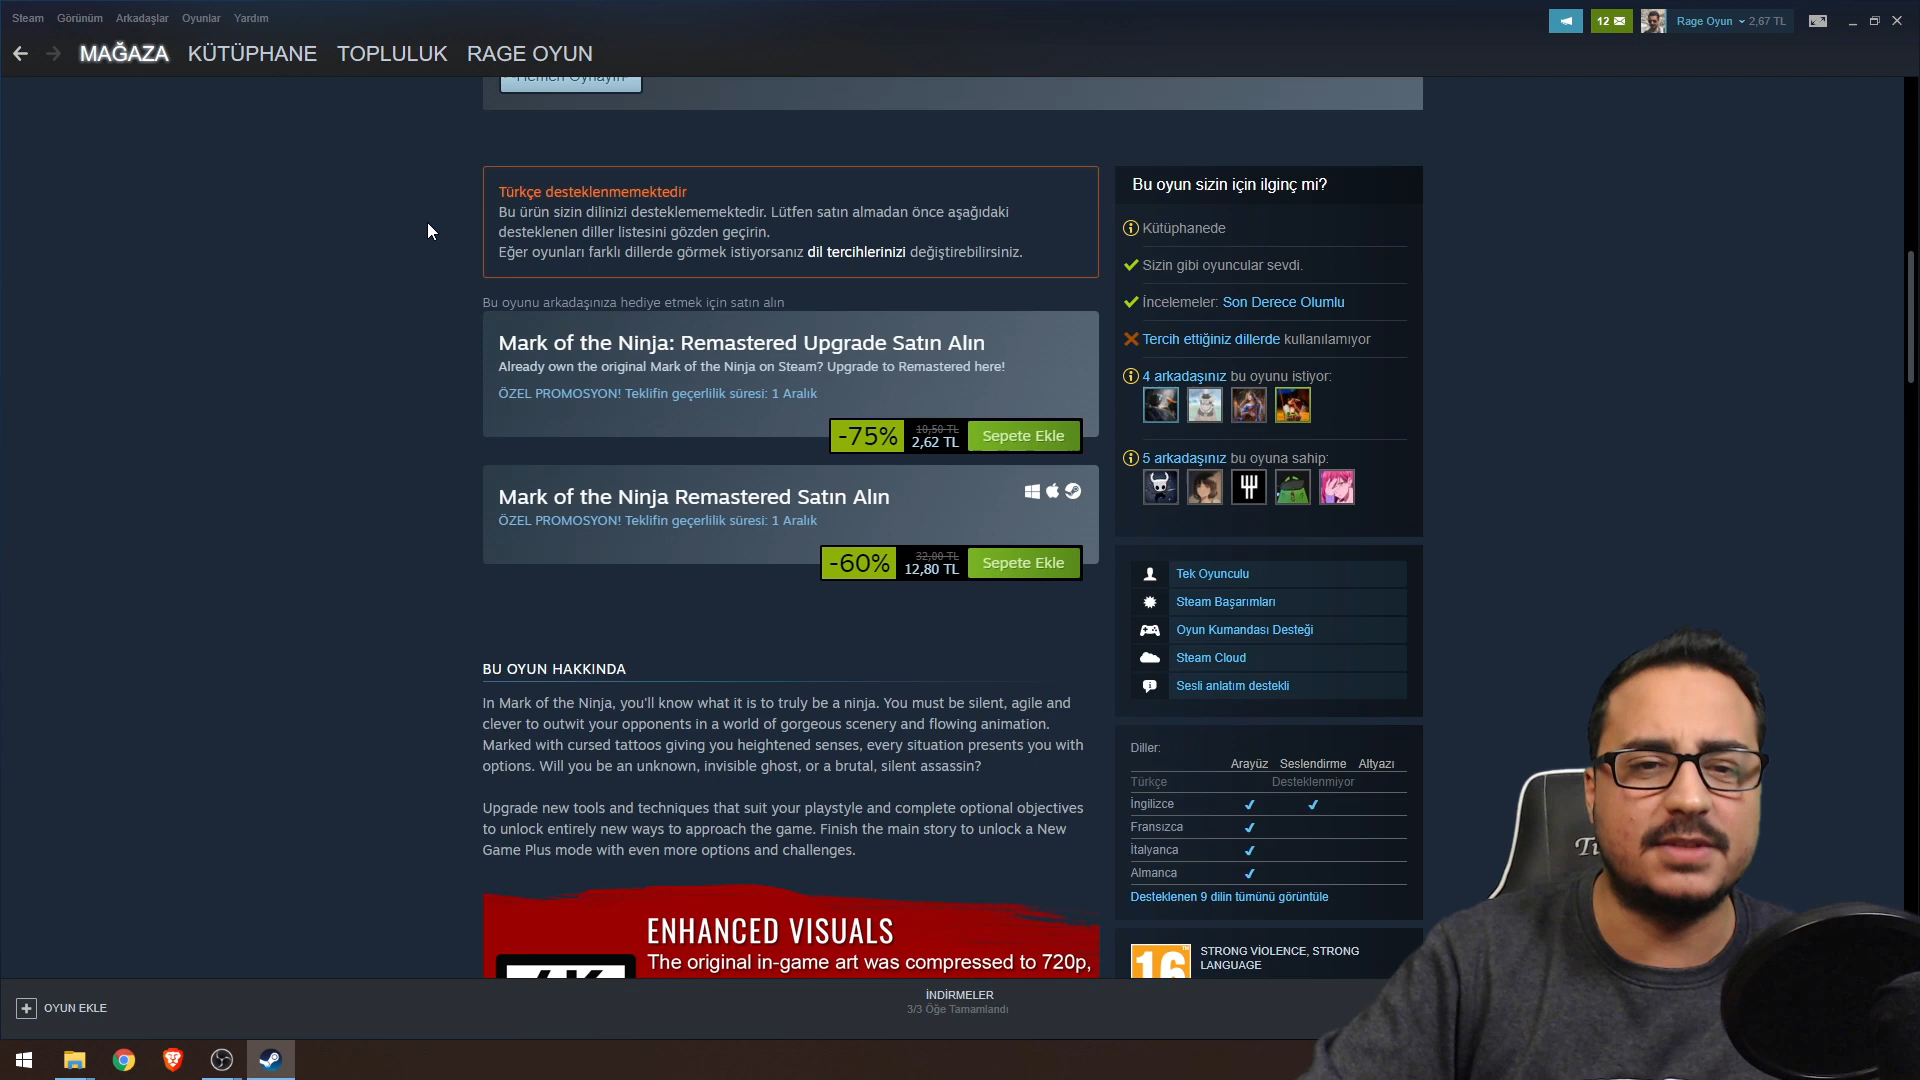 Steam Görünüm Arkadaşlar Oyunlar Yardım
12
Rage Oyun 2,67 TL
MAĞAZA KÜTÜPHANE TOPLULUK RAGE OYUN
Hemen Oynayın
Türkçe desteklenmemektedir
Bu ürün sizin dilinizi desteklememektedir. Lütfen satın almadan önce aşağıdaki
desteklenen diller listesini gözden geçirin.
Eğer oyunları farklı dillerde görmek istiyorsanız dil tercihlerinizi değiştirebilirsiniz.
Bu oyunu arkadaşınıza hediye etmek için satın alın
Mark of the Ninja: Remastered Upgrade Satın Alın
Already own the original Mark of the Ninja on Steam? Upgrade to Remastered here!
ÖZEL PROMOSYON! Teklifin geçerlilik süresi: 1 Aralık
-75% 10,50 TL 2,62 TL Sepete Ekle
Mark of the Ninja Remastered Satın Alın
ÖZEL PROMOSYON! Teklifin geçerlilik süresi: 1 Aralık
-60% 32,00 TL 12,80 TL Sepete Ekle
BU OYUN HAKKINDA
In Mark of the Ninja, you'll know what it is to truly be a ninja. You must be silent, agile and
clever to outwit your opponents in a world of gorgeous scenery and flowing animation.
Marked with cursed tattoos giving you heightened senses, every situation presents you with
options. Will you be an unknown, invisible ghost, or a brutal, silent assassin?
Upgrade new tools and techniques that suit your playstyle and complete optional objectives
to unlock entirely new ways to approach the game. Finish the main story to unlock a New
Game Plus mode with even more options and challenges.
ENHANCED VISUALS
The original in-game art was compressed to 720p,
4K
Bu oyun sizin için ilginç mi?
Kütüphanede
Sizin gibi oyuncular sevdi.
İncelemeler: Son Derece Olumlu
Tercih ettiğiniz dillerde kullanılamıyor
4 arkadaşınız bu oyunu istiyor:
5 arkadaşınız bu oyuna sahip:
Tek Oyunculu
Steam Başarımları
Oyun Kumandası Desteği
Steam Cloud
Sesli anlatım destekli
Diller:
Arayüz Seslendirme Altyazı
Türkçe Desteklenmiyor
İngilizce ✔ ✔
Fransızca ✔
İtalyanca ✔
Almanca ✔
Desteklenen 9 dilin tümünü görüntüle
16
STRONG VİOLENCE, STRONG
LANGUAGE
OYUN EKLE
İNDİRMELER
3/3 Öğe Tamamlandı